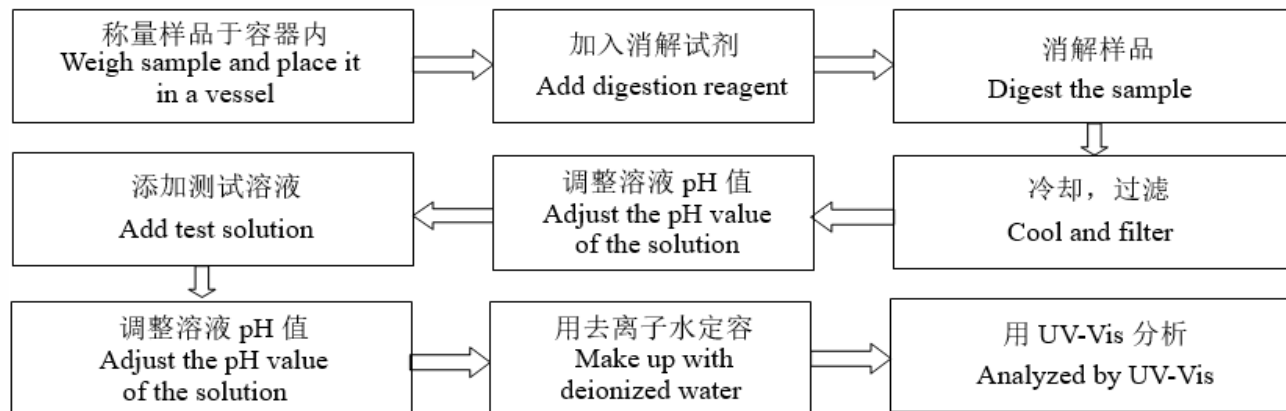 称量样品于容器内
Weigh sample and place it
in a vessel
加入消解试剂
Add digestion reagent
消解样品
Digest the sample
冷却，过滤
Cool and filter
调整溶液 pH 值
Adjust the pH value
of the solution
添加测试溶液
Add test solution
调整溶液 pH 值
Adjust the pH value
of the solution
用去离子水定容
Make up with
deionized water
用 UV-Vis 分析
Analyzed by UV-Vis